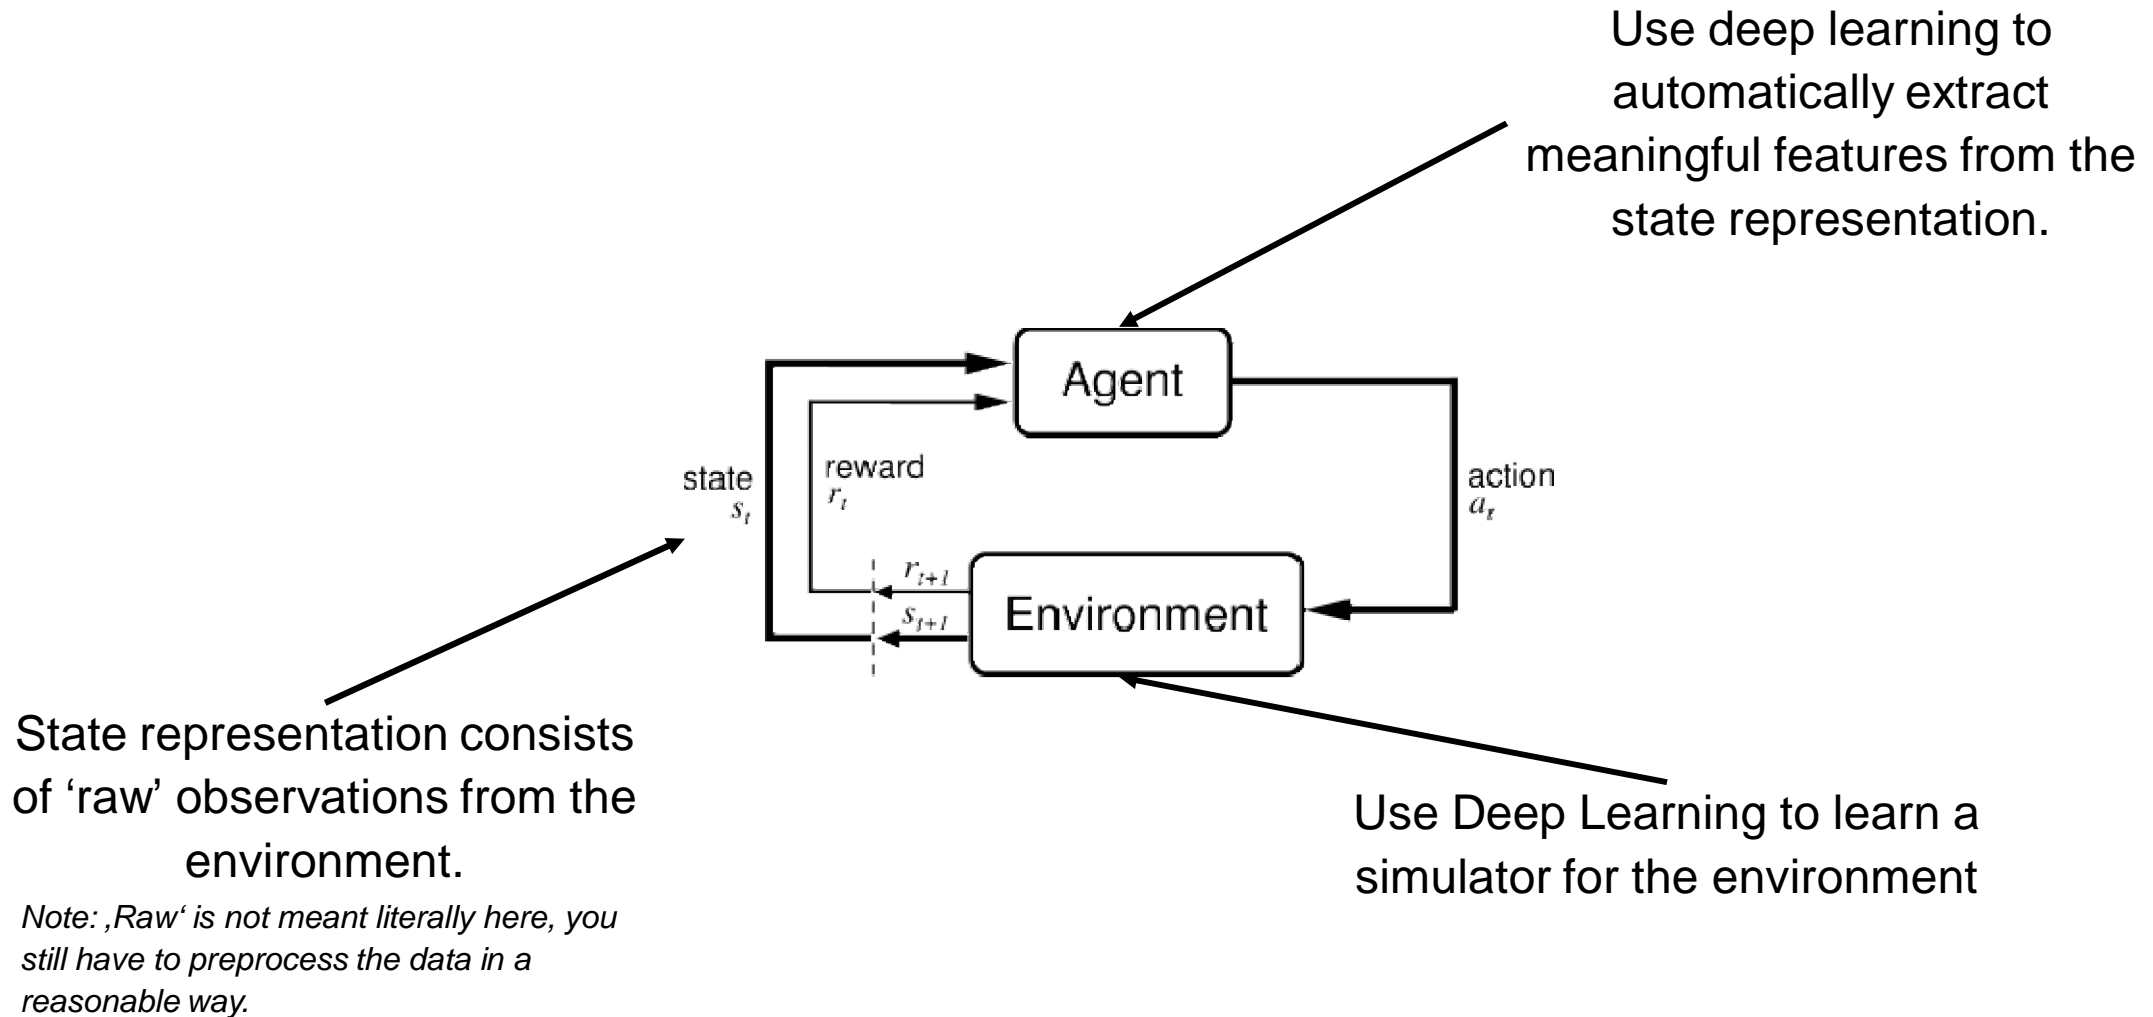 Use deep learning to
automatically extract
meaningful features from the
state representation.
Agent
state
s_t
reward
r_t
action
a_t
r_{t+1}
s_{t+1}
Environment
State representation consists
of ‘raw’ observations from the
environment.
Note: ‚Raw‘ is not meant literally here, you
still have to preprocess the data in a
reasonable way.
Use Deep Learning to learn a
simulator for the environment